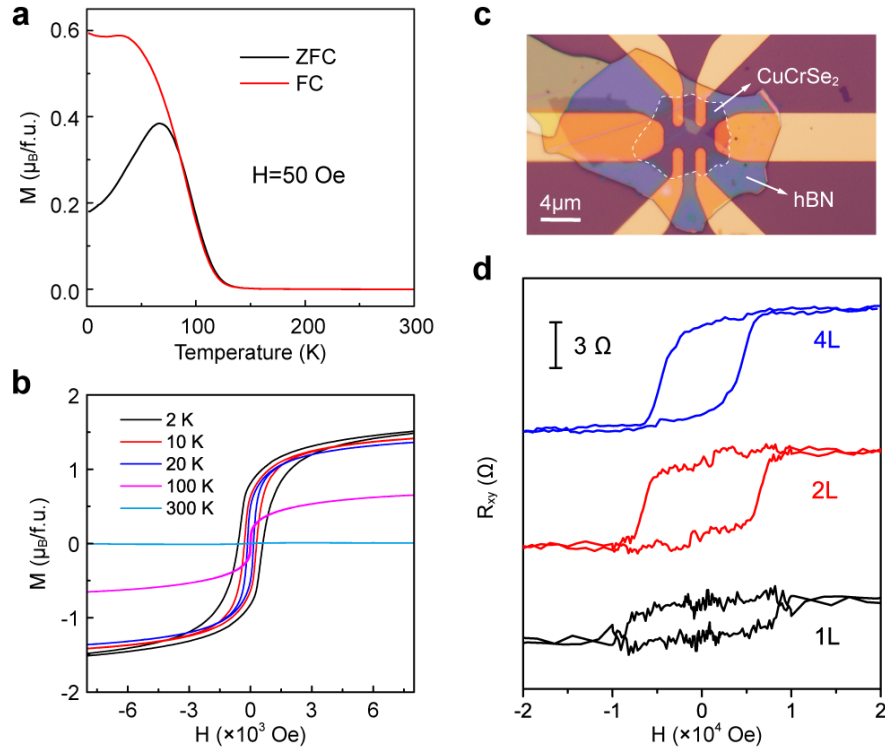 a
0.6
0.4
0.2
0.0
M (μB/f.u.)
ZFC
FC
H=50 Oe
0
100
200
300
Temperature (K)
b
2
1
0
-1
-2
M (μB/f.u.)
2 K
10 K
20 K
100 K
300 K
-6
-3
0
3
6
H (×10³ Oe)
c
CuCrSe₂
hBN
4μm
d
3 Ω
4L
2L
1L
Rxy (Ω)
-2
-1
0
1
2
H (×10⁴ Oe)